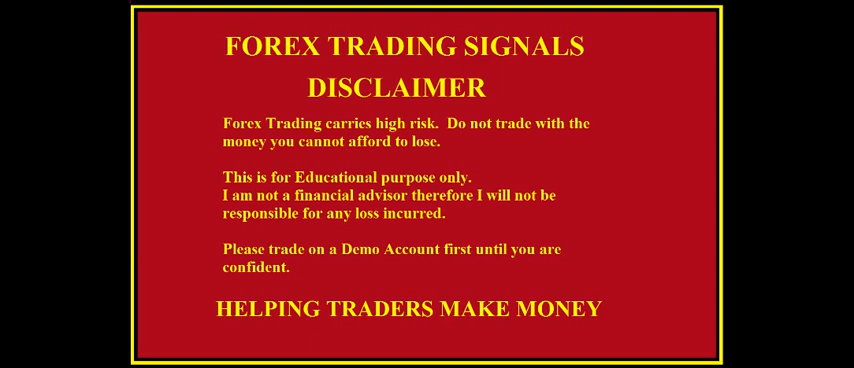 FOREX TRADING SIGNALS
DISCLAIMER
Forex Trading carries high risk.  Do not trade with the
money you cannot afford to lose.
This is for Educational purpose only.
I am not a financial advisor therefore I will not be
responsible for any loss incurred.
Please trade on a Demo Account first until you are
confident.
HELPING TRADERS MAKE MONEY